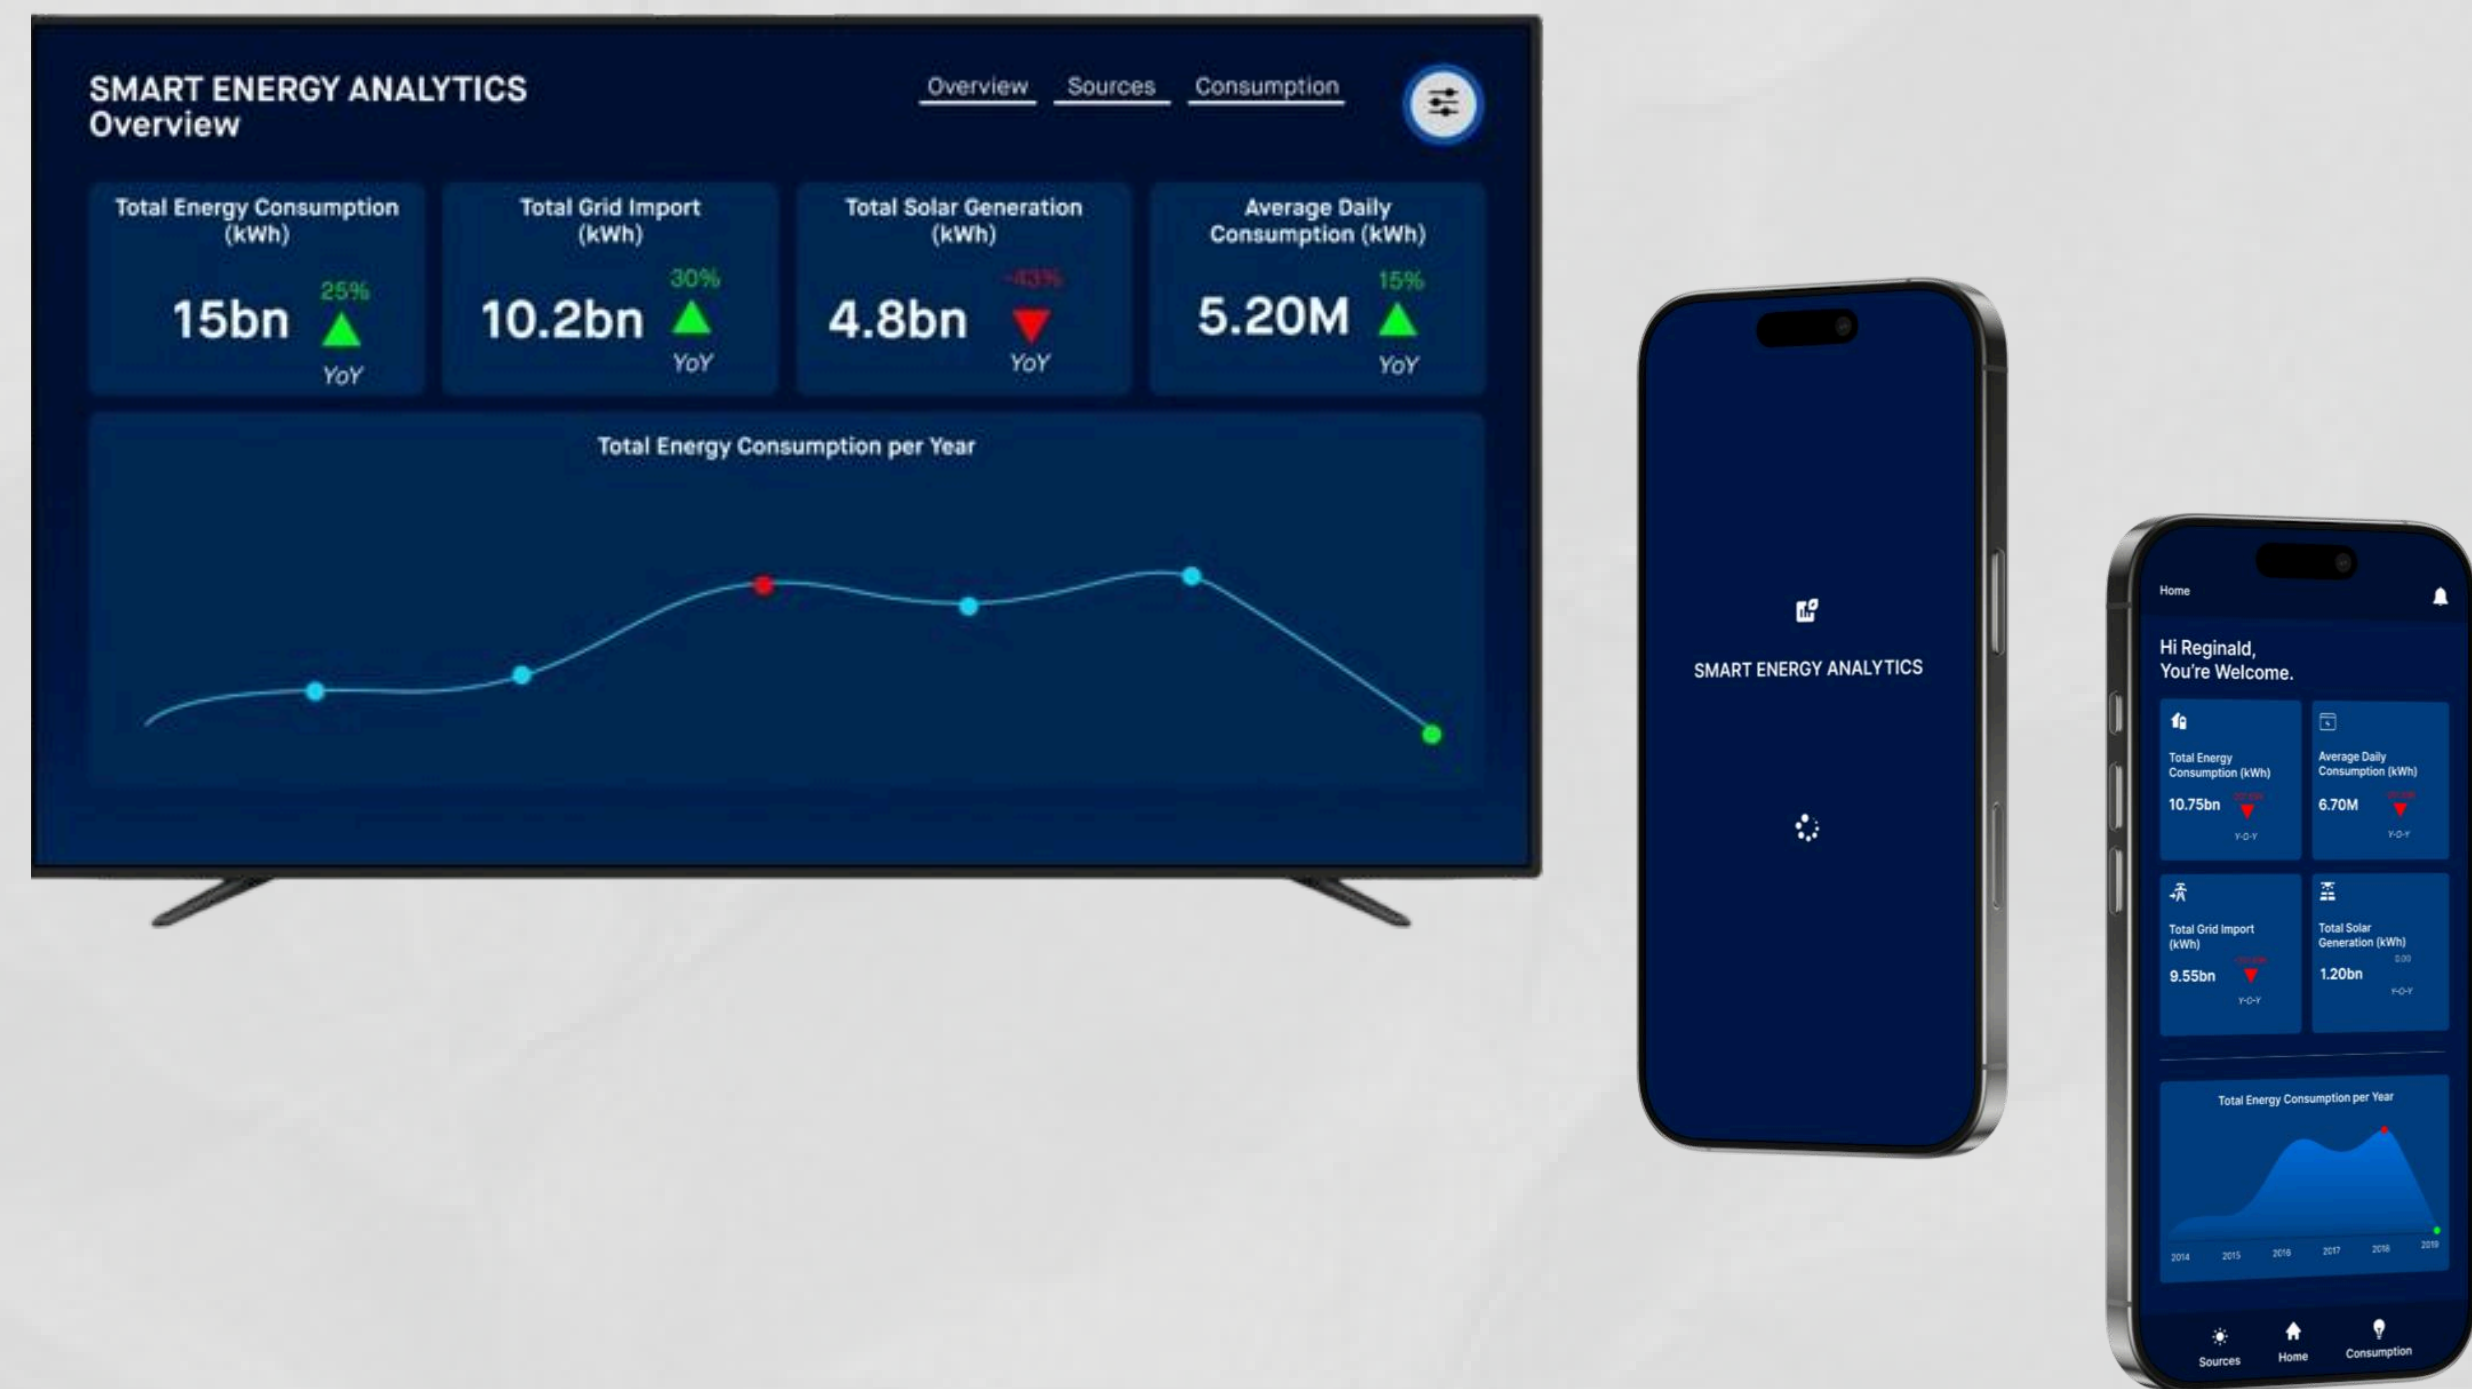 SMART ENERGY ANALYTICS
Overview
Overview Sources Consumption
Total Energy Consumption
(kWh)
15bn
25%
YoY
Total Grid Import
(kWh)
10.2bn
30%
YoY
Total Solar Generation
(kWh)
4.8bn
-43%
YoY
Average Daily
Consumption (kWh)
5.20M
15%
YoY
Total Energy Consumption per Year
SMART ENERGY ANALYTICS
Home
Hi Reginald,
You're Welcome.
Total Energy
Consumption (kWh)
10.75bn
Y-O-Y
Average Daily
Consumption (kWh)
6.70M
Y-O-Y
Total Grid Import
(kWh)
9.55bn
Y-O-Y
Total Solar
Generation (kWh)
0.00
1.20bn
Y-O-Y
Total Energy Consumption per Year
2014 2015 2016 2017 2018 2019
Sources Home Consumption